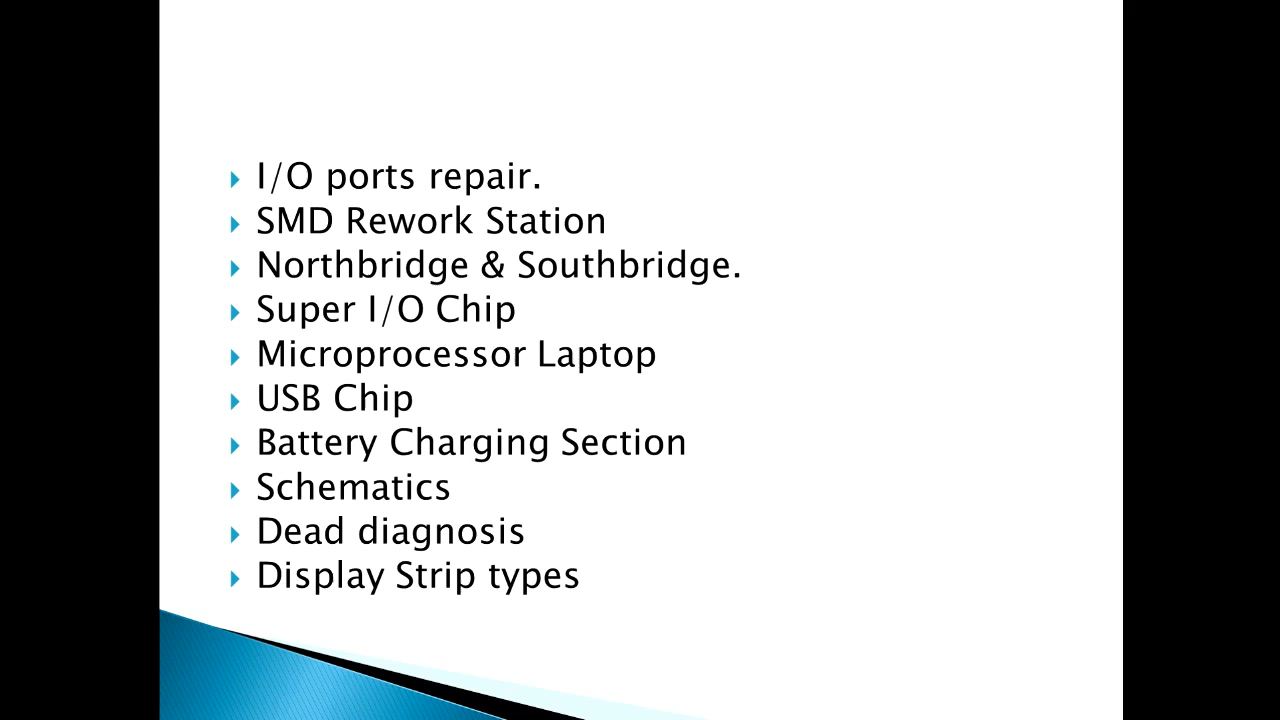 I/O ports repair.
SMD Rework Station
Northbridge & Southbridge.
Super I/O Chip
Microprocessor Laptop
USB Chip
Battery Charging Section
Schematics
Dead diagnosis
Display Strip types